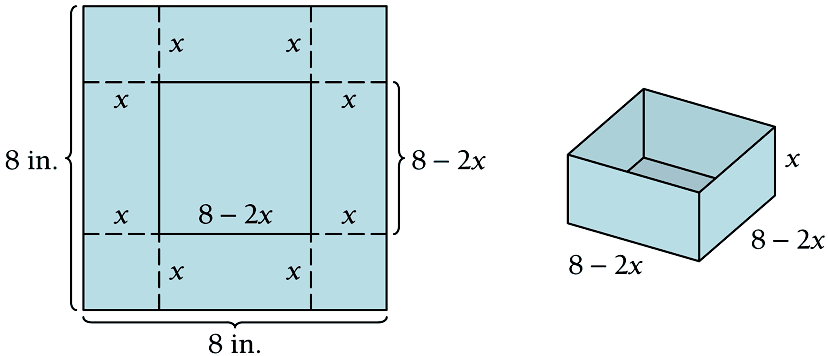 x x
x x
8 in. 8 – 2x x
x 8 – 2x x
x x 8 – 2x 8 – 2x
8 in.